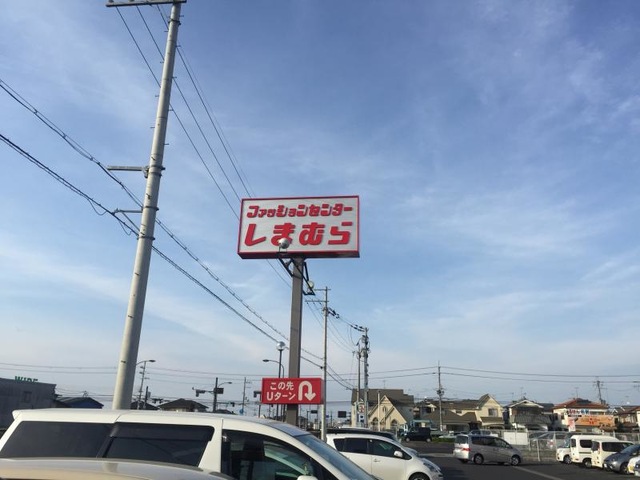 ファッションセンター
しまむら
この先
Uターン